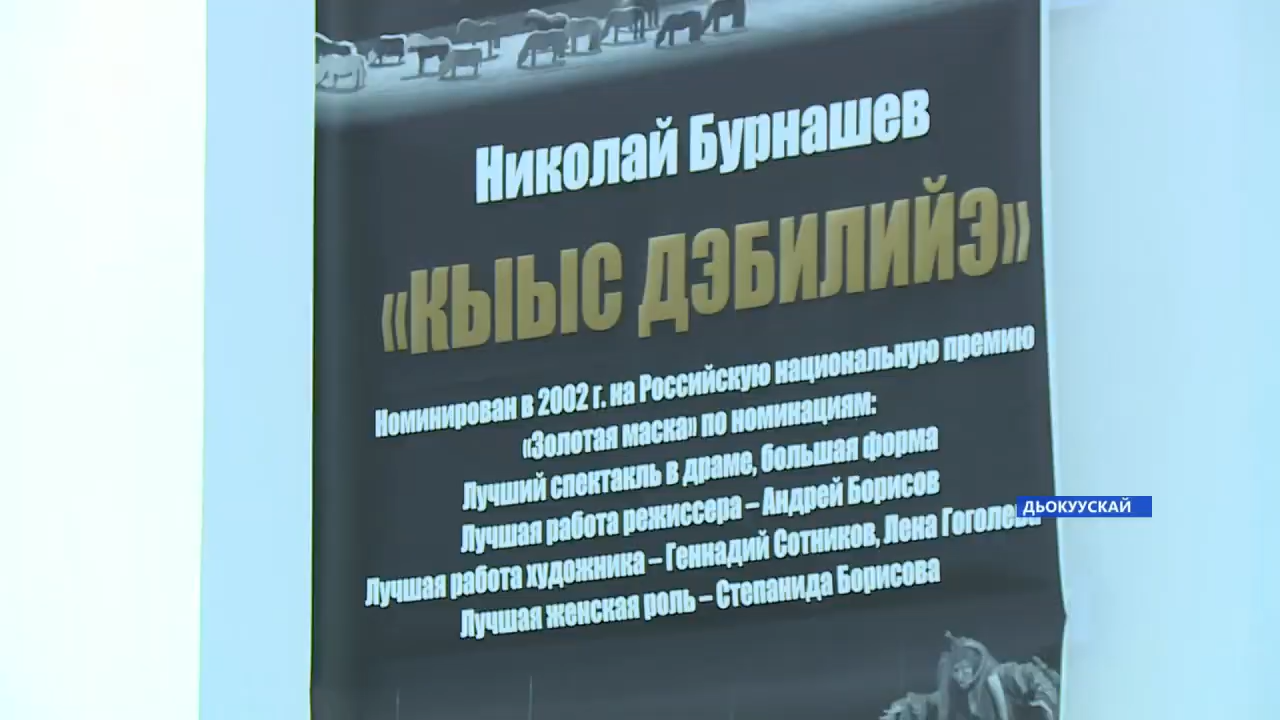 Николай Бурнашев
«КЫЫС ДЭБИЛИЙЭ»
Номинирован в 2002 г. на Российскую национальную премию
«Золотая маска» по номинациям:
Лучший спектакль в драме, большая форма
Лучшая работа режиссера – Андрей Борисов
Лучшая работа художника – Геннадий Сотников, Лена Гоголева
Лучшая женская роль – Степанида Борисова
ДЬОКУУСКАЙ